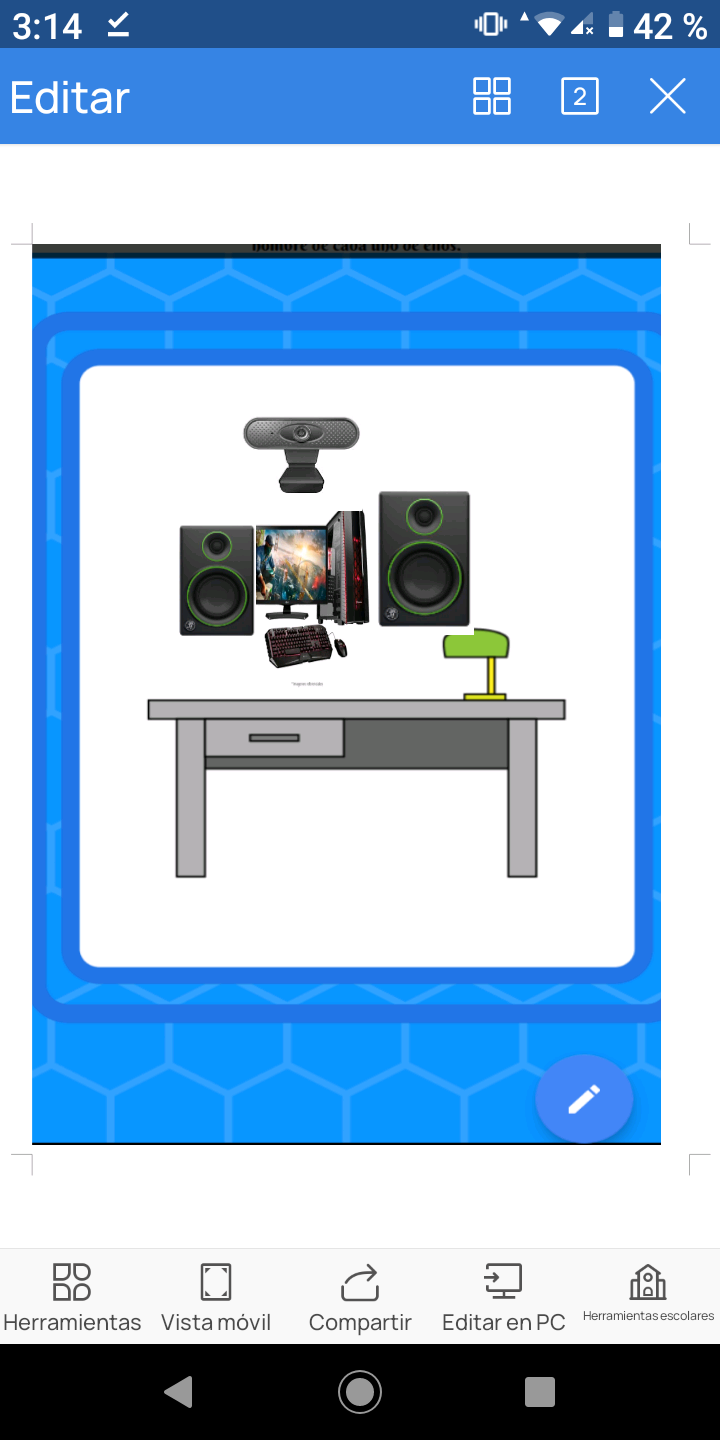 3:14
42 %
Editar
2
nombre de cada uno de ellos.
Herramientas
Vista móvil
Compartir
Editar en PC
Herramientas escolares